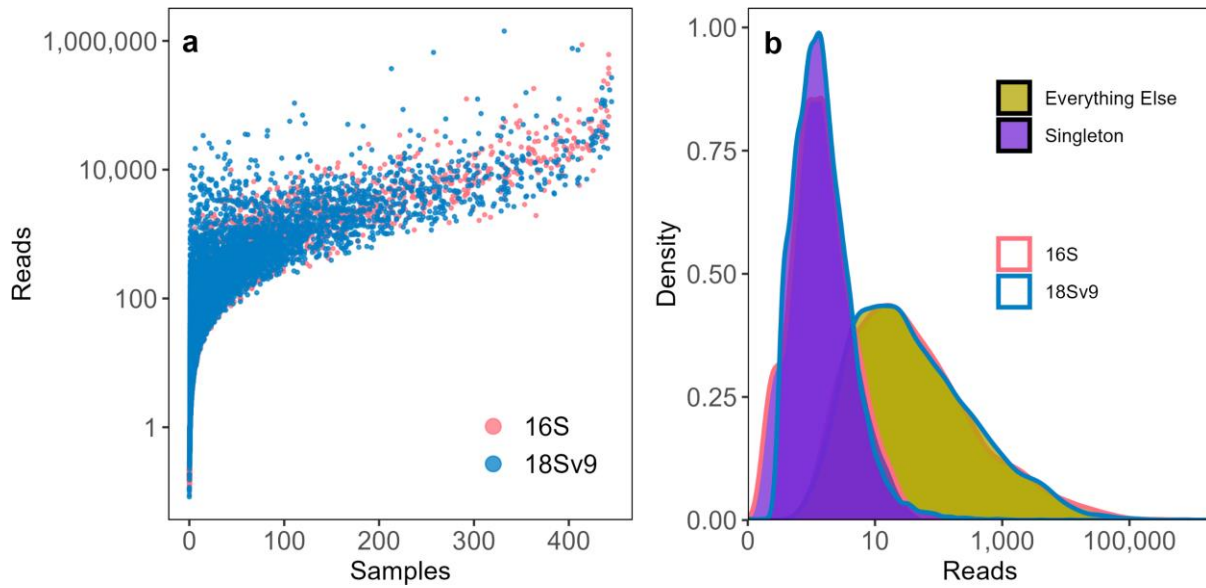 a
Reads
1,000,000
10,000
100
1
0
100
200
300
400
Samples
16S
18Sv9
b
Density
1.00
0.75
0.50
0.25
0.00
0
10
1,000
100,000
Reads
Everything Else
Singleton
16S
18Sv9